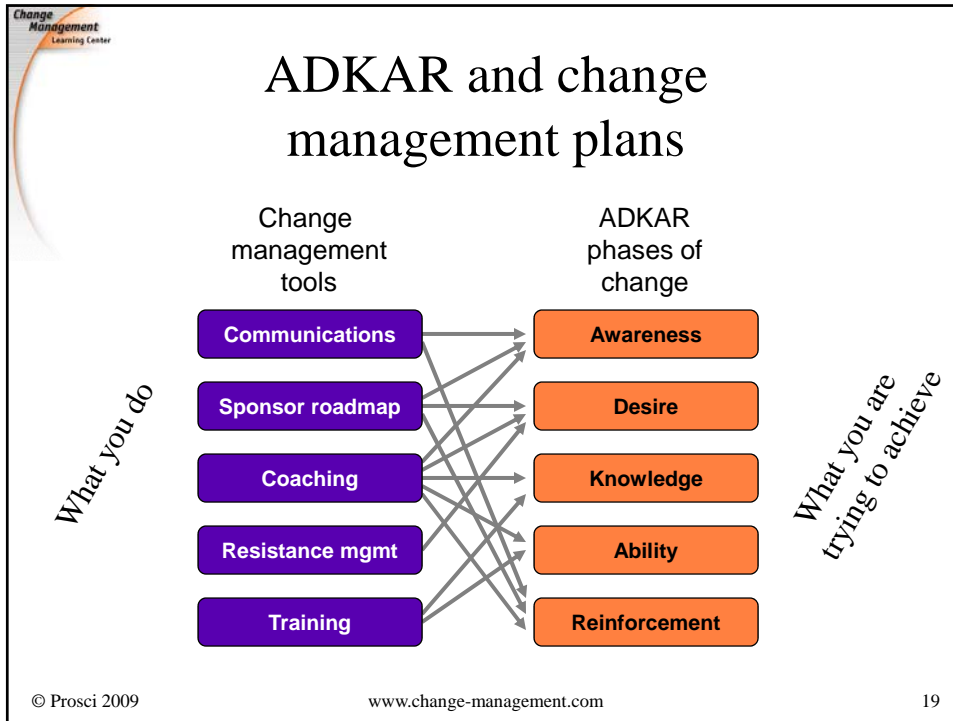 Change
Management
Learning Center
ADKAR and change
management plans
Change
management
tools
ADKAR
phases of
change
Communications
Awareness
Sponsor roadmap
Desire
Coaching
Knowledge
Resistance mgmt
Ability
Training
Reinforcement
What you do
What you are
trying to achieve
© Prosci 2009
www.change-management.com
19